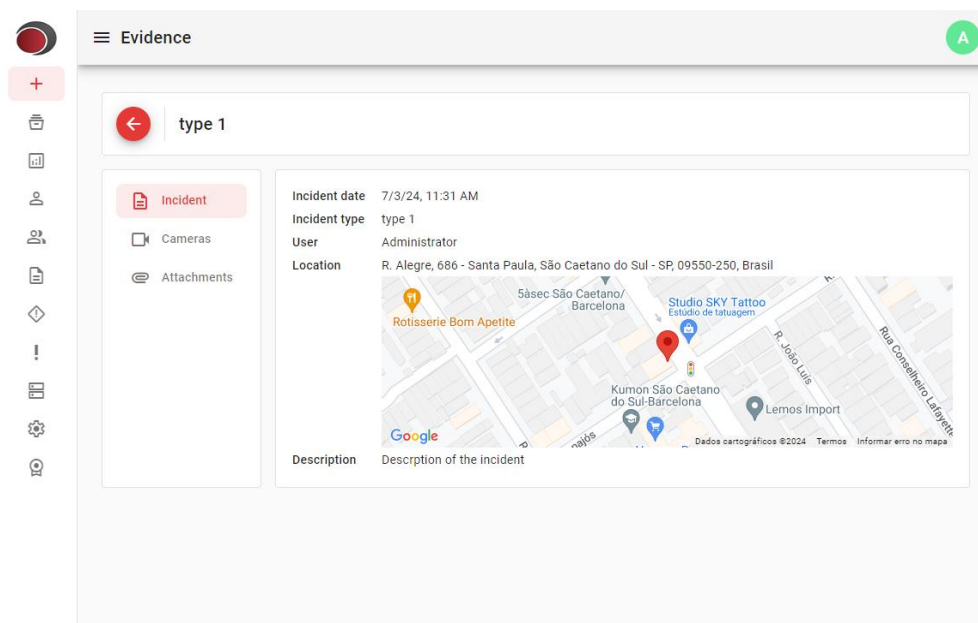 Evidence
A
type 1
Incident
Cameras
Attachments
Incident date 7/3/24, 11:31 AM
Incident type type 1
User Administrator
Location R. Alegre, 686 - Santa Paula, São Caetano do Sul - SP, 09550-250, Brasil
5àsec São Caetano/
Barcelona
Studio SKY Tattoo
Estúdio de tatuagem
Rotisserie Bom Apetite
R. João Luis
Rua Conselheiro Lafayette
Kumon São Caetano
do Sul-Barcelona
Lemos Import
Google
Dados cartográficos ©2024 Termos Informar erro no mapa
Description Descrption of the incident